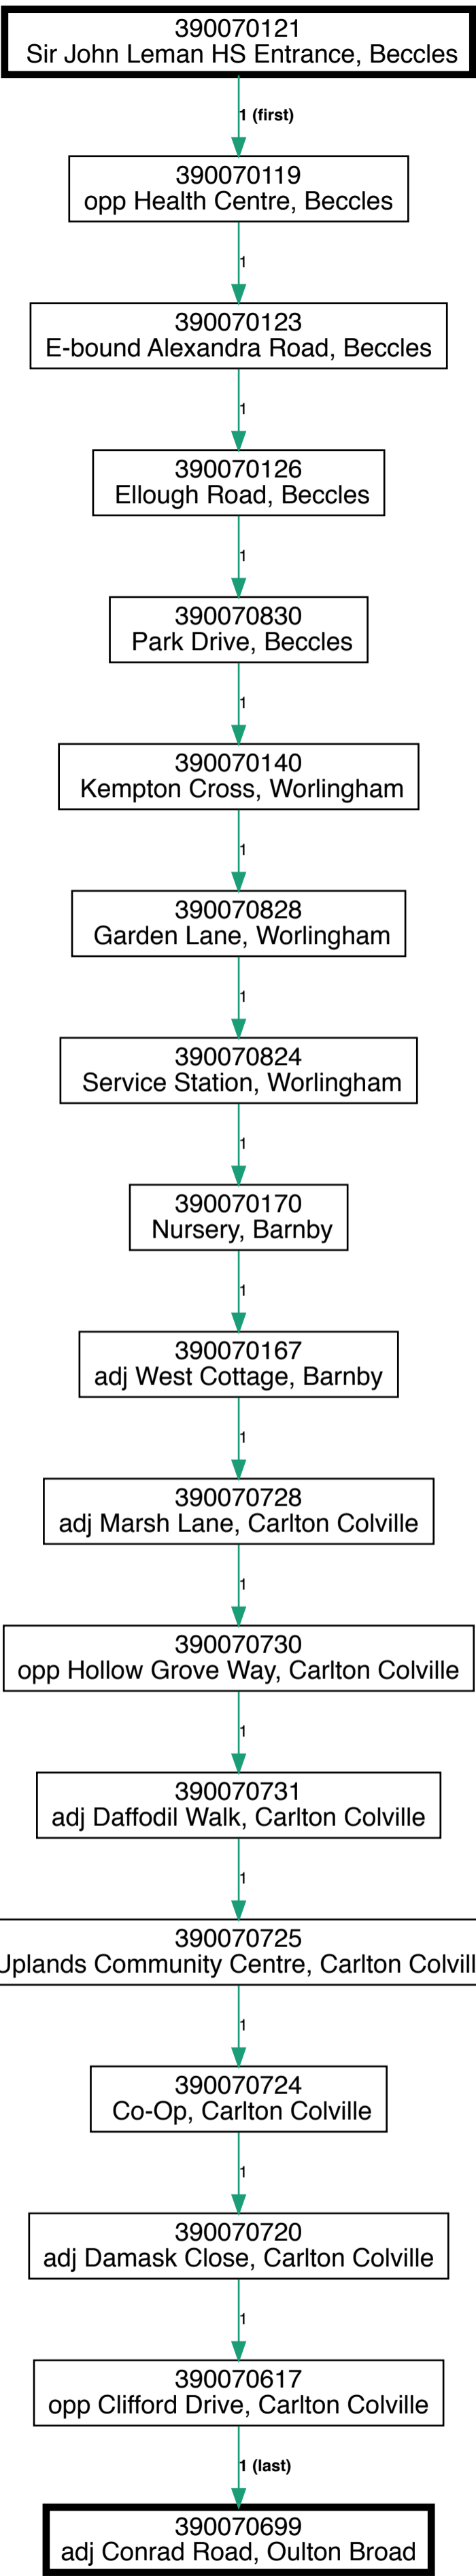 390070121
Sir John Leman HS Entrance, Beccles
1 (first)
390070119
opp Health Centre, Beccles
1
390070123
E-bound Alexandra Road, Beccles
1
390070126
Ellough Road, Beccles
1
390070830
Park Drive, Beccles
1
390070140
Kempton Cross, Worlingham
1
390070828
Garden Lane, Worlingham
1
390070824
Service Station, Worlingham
1
390070170
Nursery, Barnby
1
390070167
adj West Cottage, Barnby
1
390070728
adj Marsh Lane, Carlton Colville
1
390070730
opp Hollow Grove Way, Carlton Colville
1
390070731
adj Daffodil Walk, Carlton Colville
1
390070725
Uplands Community Centre, Carlton Colvill
1
390070724
Co-Op, Carlton Colville
1
390070720
adj Damask Close, Carlton Colville
1
390070617
opp Clifford Drive, Carlton Colville
1 (last)
390070699
adj Conrad Road, Oulton Broad